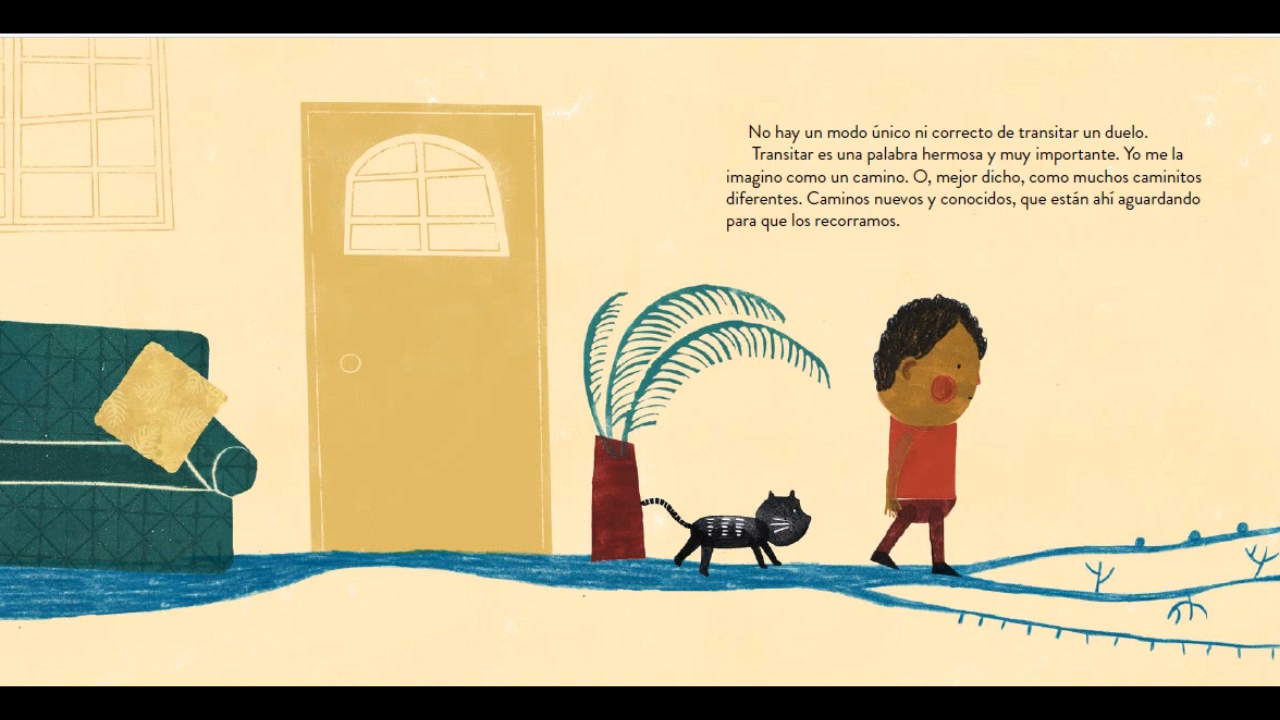 No hay un modo único ni correcto de transitar un duelo.
Transitar es una palabra hermosa y muy importante. Yo me la
imagino como un camino. O, mejor dicho, como muchos caminitos
diferentes. Caminos nuevos y conocidos, que están ahí aguardando
para que los recorramos.